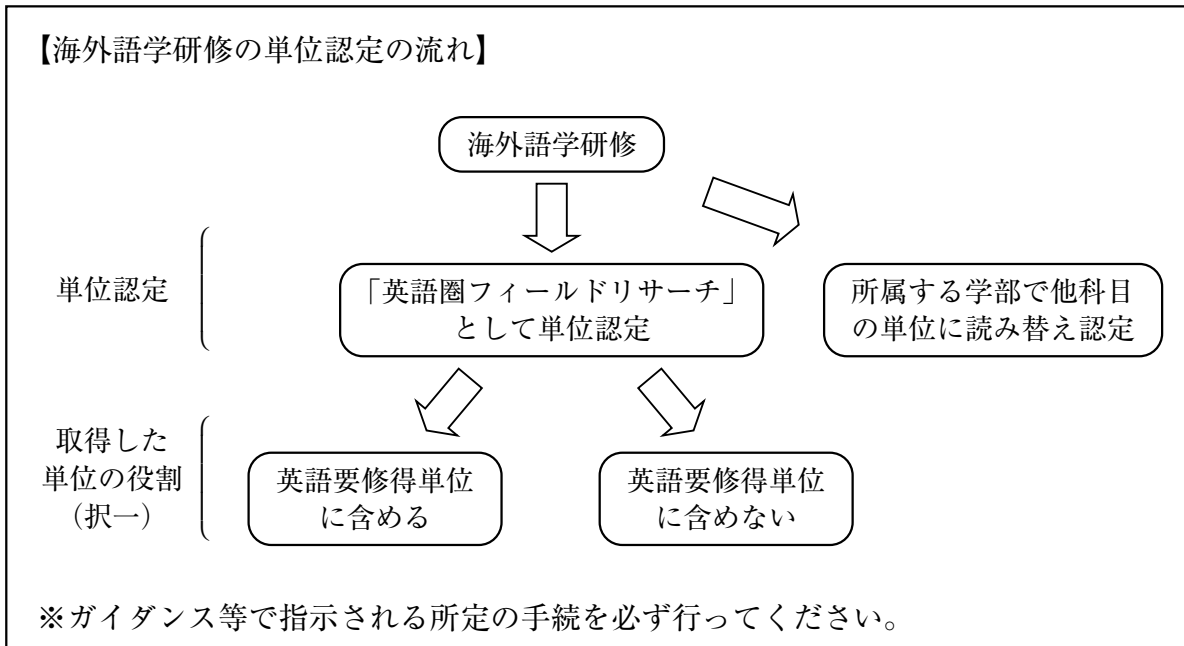 【海外語学研修の単位認定の流れ】
海外語学研修
単位認定
「英語圏フィールドリサーチ」
として単位認定
所属する学部で他科目
の単位に読み替え認定
取得した
単位の役割
（択一）
英語要修得単位
に含める
英語要修得単位
に含めない
※ガイダンス等で指示される所定の手続を必ず行ってください。